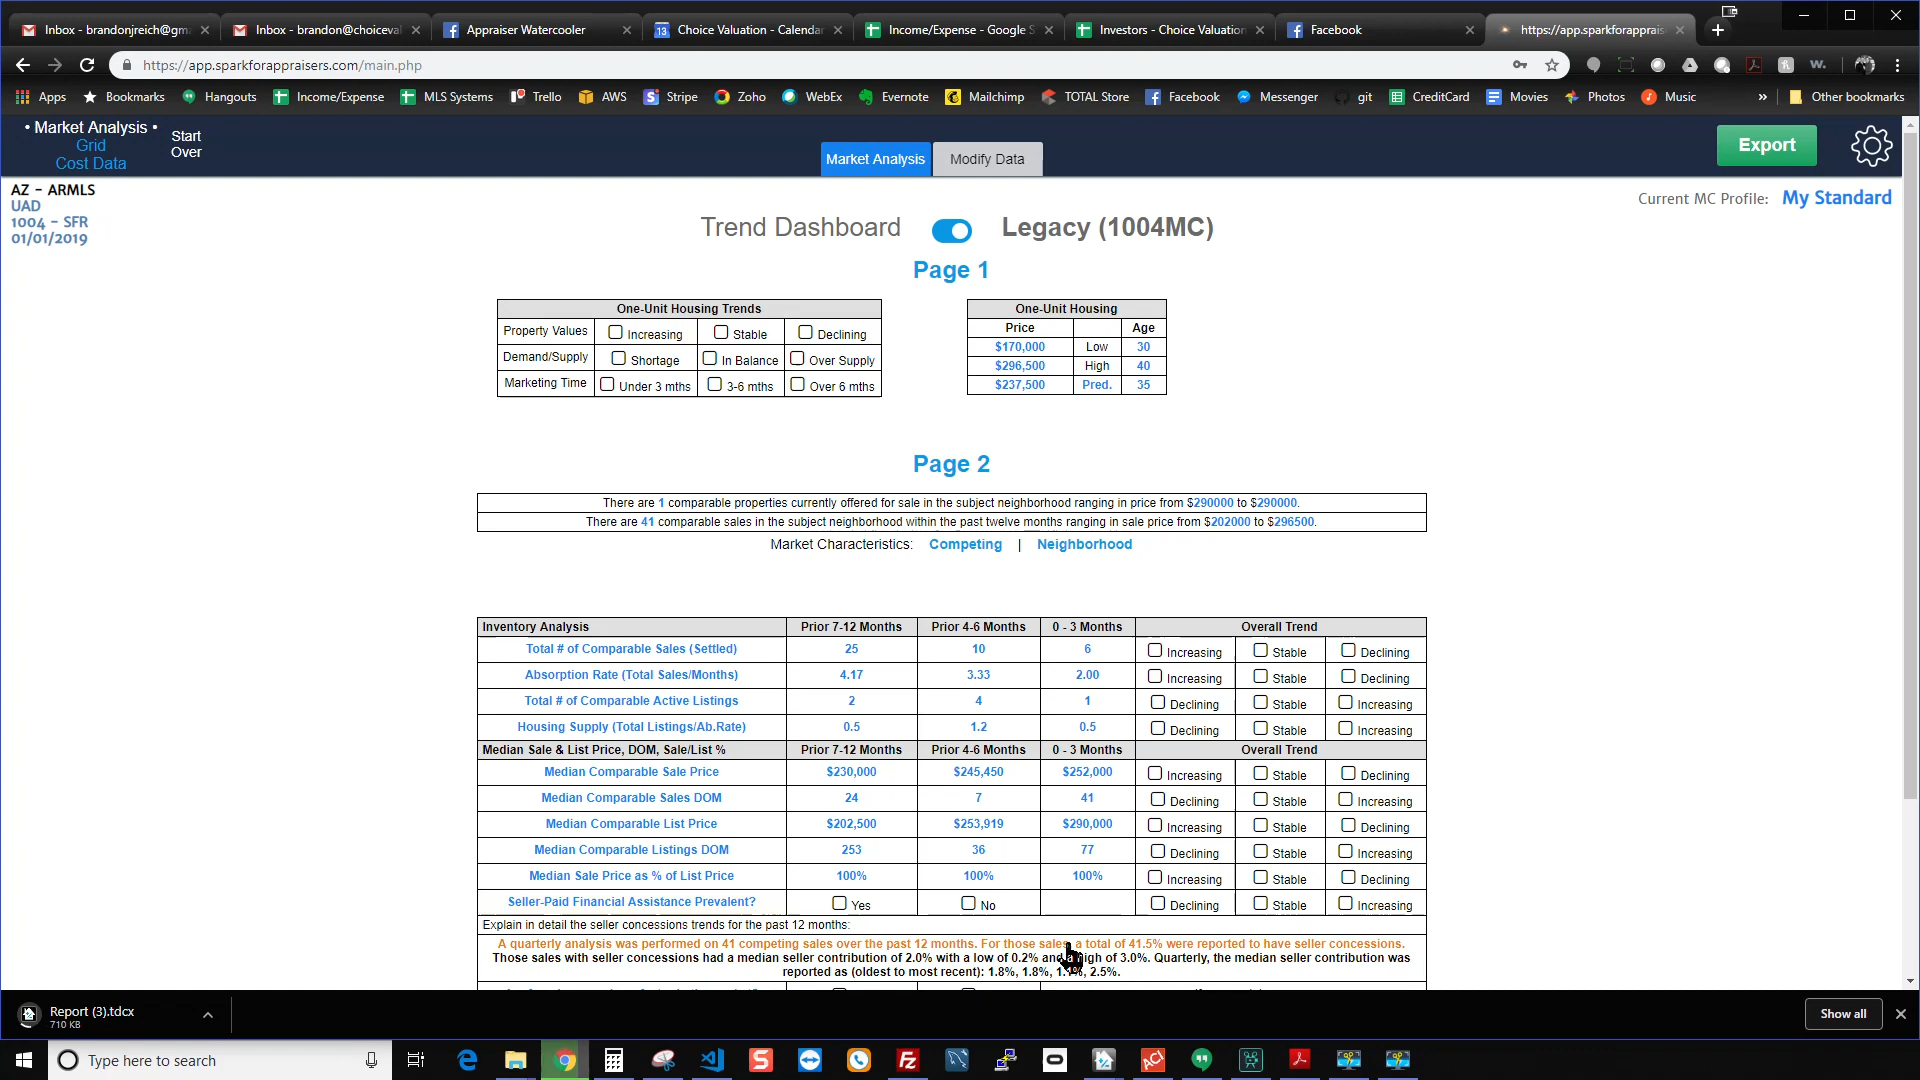 Inbox - brandonjreich@gm
Inbox - brandon@choiceval
Appraiser Watercooler
13 Choice Valuation - Calenda
Income/Expense - Google S
Investors - Choice Valuation
Facebook
https://app.sparkforapprais
https://app.sparkforappraisers.com/main.php
Apps Bookmarks Hangouts Income/Expense MLS Systems Trello AWS Stripe Zoho WebEx Evernote Mailchimp TOTAL Store Facebook Messenger git CreditCard Movies Photos Music » Other bookmarks
• Market Analysis •
Grid
Cost Data
Start
Over
Market Analysis Modify Data
Export
AZ - ARMLS
UAD
1004 - SFR
01/01/2019
Current MC Profile: My Standard
Trend Dashboard Legacy (1004MC)
Page 1
One-Unit Housing Trends
Property Values Increasing Stable Declining
Demand/Supply Shortage In Balance Over Supply
Marketing Time Under 3 mths 3-6 mths Over 6 mths
One-Unit Housing
Price Age
$170,000 Low 30
$296,500 High 40
$237,500 Pred. 35
Page 2
There are 1 comparable properties currently offered for sale in the subject neighborhood ranging in price from $290000 to $290000.
There are 41 comparable sales in the subject neighborhood within the past twelve months ranging in sale price from $202000 to $296500.
Market Characteristics: Competing | Neighborhood
Inventory Analysis Prior 7-12 Months Prior 4-6 Months 0 - 3 Months Overall Trend
Total # of Comparable Sales (Settled) 25 10 6 Increasing Stable Declining
Absorption Rate (Total Sales/Months) 4.17 3.33 2.00 Increasing Stable Declining
Total # of Comparable Active Listings 2 4 1 Declining Stable Increasing
Housing Supply (Total Listings/Ab.Rate) 0.5 1.2 0.5 Declining Stable Increasing
Median Sale & List Price, DOM, Sale/List % Prior 7-12 Months Prior 4-6 Months 0 - 3 Months Overall Trend
Median Comparable Sale Price $230,000 $245,450 $252,000 Increasing Stable Declining
Median Comparable Sales DOM 24 7 41 Declining Stable Increasing
Median Comparable List Price $202,500 $253,919 $290,000 Increasing Stable Declining
Median Comparable Listings DOM 253 36 77 Declining Stable Increasing
Median Sale Price as % of List Price 100% 100% 100% Increasing Stable Declining
Seller-Paid Financial Assistance Prevalent? Yes No Declining Stable Increasing
Explain in detail the seller concessions trends for the past 12 months:
A quarterly analysis was performed on 41 competing sales over the past 12 months. For those sales, a total of 41.5% were reported to have seller concessions.
Those sales with seller concessions had a median seller contribution of 2.0% with a low of 0.2% and a high of 3.0%. Quarterly, the median seller contribution was
reported as (oldest to most recent): 1.8%, 1.8%, 1.1%, 2.5%.
Report (3).tdcx
710 KB
Show all
Type here to search